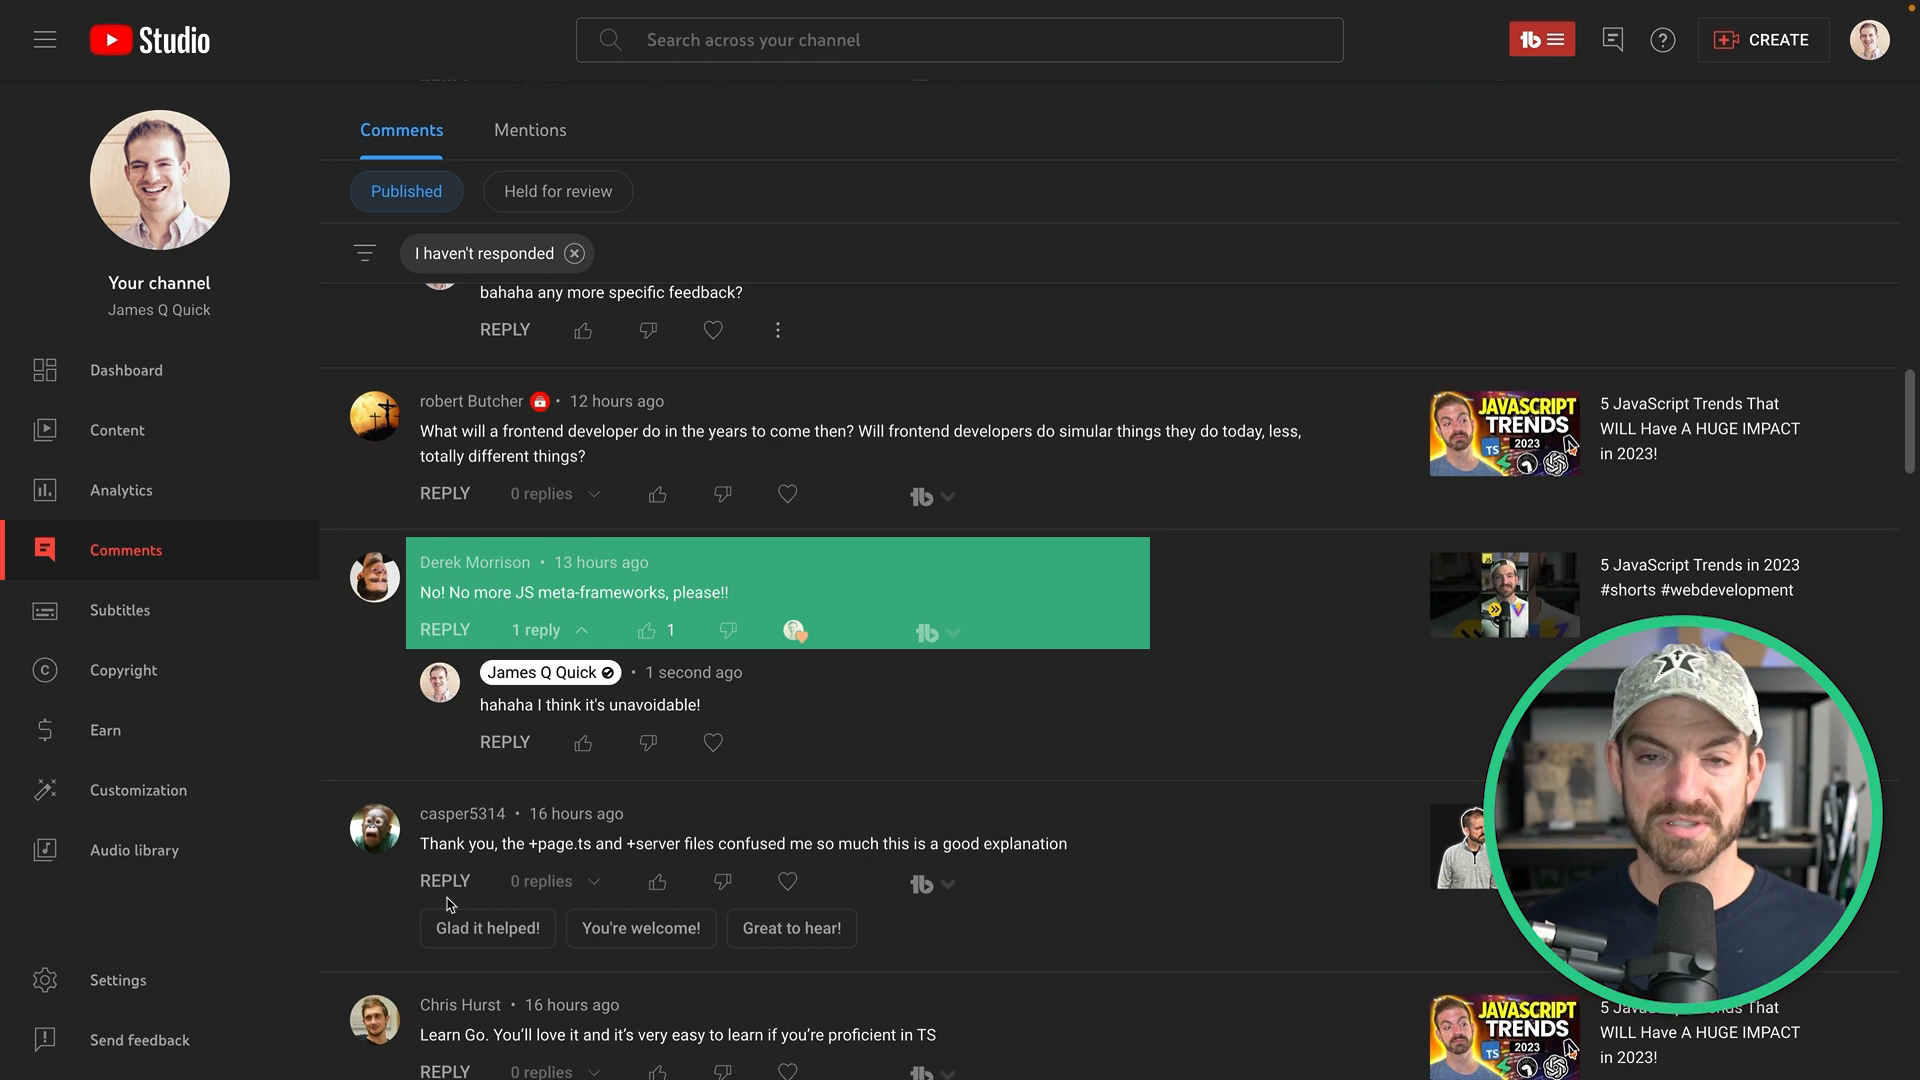 Studio
Search across your channel
CREATE
Your channel
James Q Quick
Dashboard
Content
Analytics
Comments
Subtitles
Copyright
Earn
Customization
Audio library
Settings
Send feedback
Comments
Mentions
Published
Held for review
I haven't responded
bahaha any more specific feedback?
REPLY
robert Butcher • 12 hours ago
What will a frontend developer do in the years to come then? Will frontend developers do simular things they do today, less,
totally different things?
REPLY 0 replies
JAVASCRIPT
TRENDS
2023
TS
5 JavaScript Trends That
WILL Have A HUGE IMPACT
in 2023!
Derek Morrison • 13 hours ago
No! No more JS meta-frameworks, please!!
REPLY 1 reply 1
5 JavaScript Trends in 2023
#shorts #webdevelopment
James Q Quick • 1 second ago
hahaha I think it's unavoidable!
REPLY
casper5314 • 16 hours ago
Thank you, the +page.ts and +server files confused me so much this is a good explanation
REPLY 0 replies
Glad it helped!
You're welcome!
Great to hear!
Chris Hurst • 16 hours ago
Learn Go. You'll love it and it's very easy to learn if you're proficient in TS
REPLY 0 replies
JAVASCRIPT
TRENDS
2023
TS
WILL Have A HUGE IMPACT
in 2023!